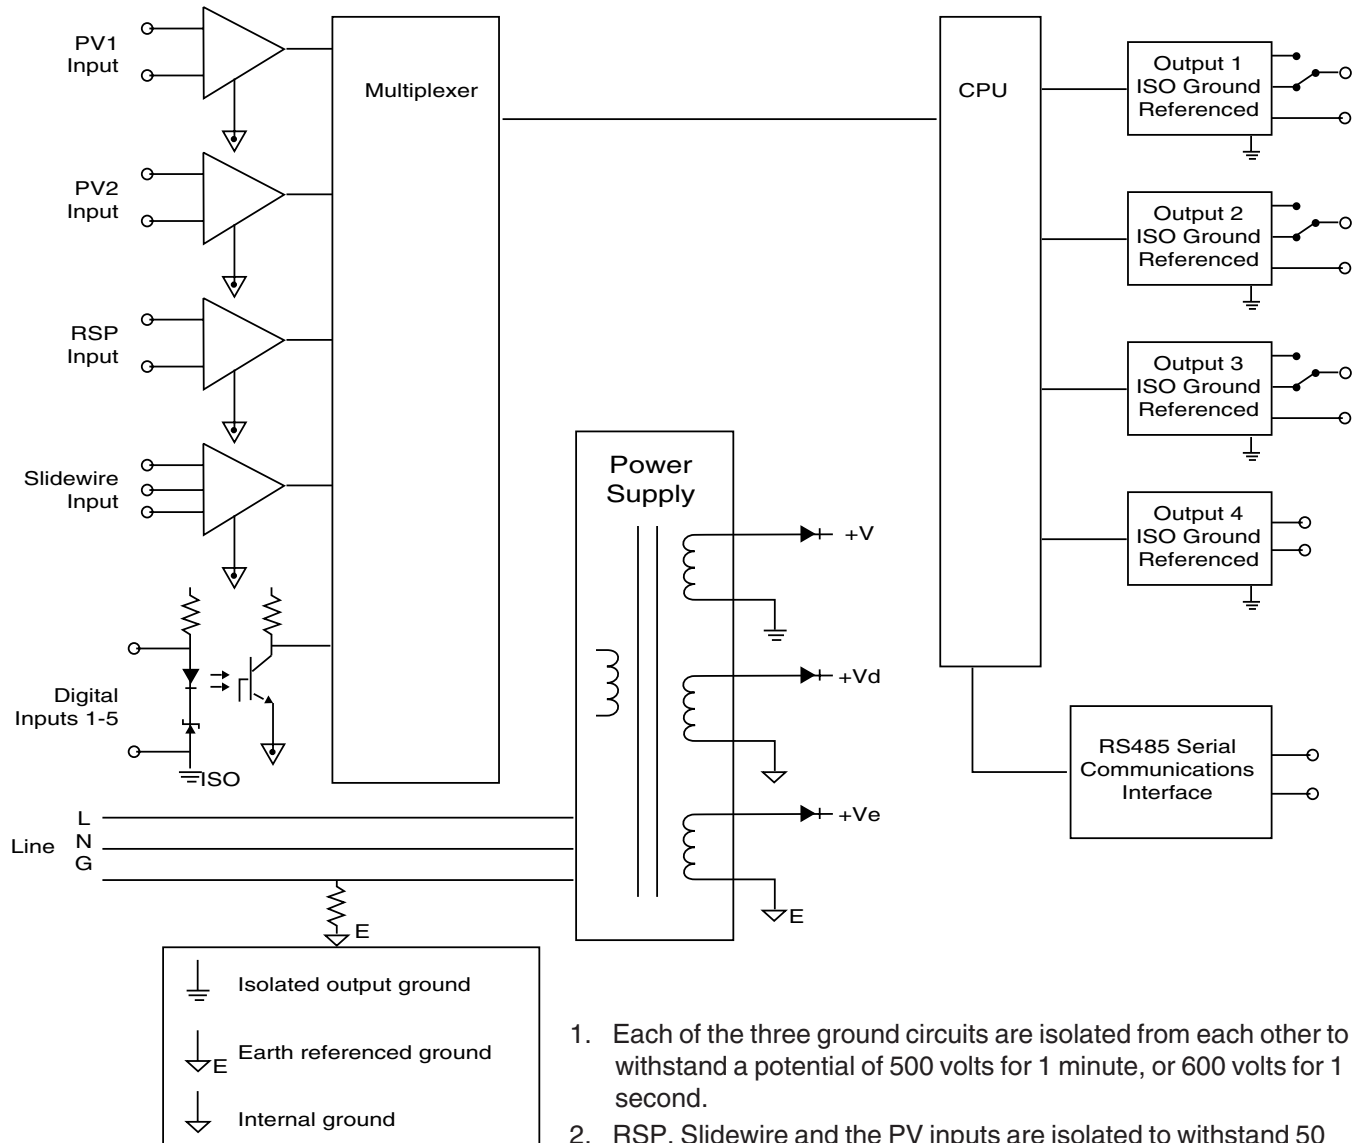 PV1
Input
PV2
Input
RSP
Input
Slidewire
Input
Digital
Inputs 1-5
ISO
Multiplexer
CPU
Output 1
ISO Ground
Referenced
Output 2
ISO Ground
Referenced
Output 3
ISO Ground
Referenced
Output 4
ISO Ground
Referenced
RS485 Serial
Communications
Interface
Power
Supply
+V
+Vd
+Ve
E
Line
L
N
G
E
Isolated output ground
E Earth referenced ground
Internal ground
1. Each of the three ground circuits are isolated from each other to
withstand a potential of 500 volts for 1 minute, or 600 volts for 1
second.
2. RSP, Slidewire and the PV inputs are isolated to withstand 50